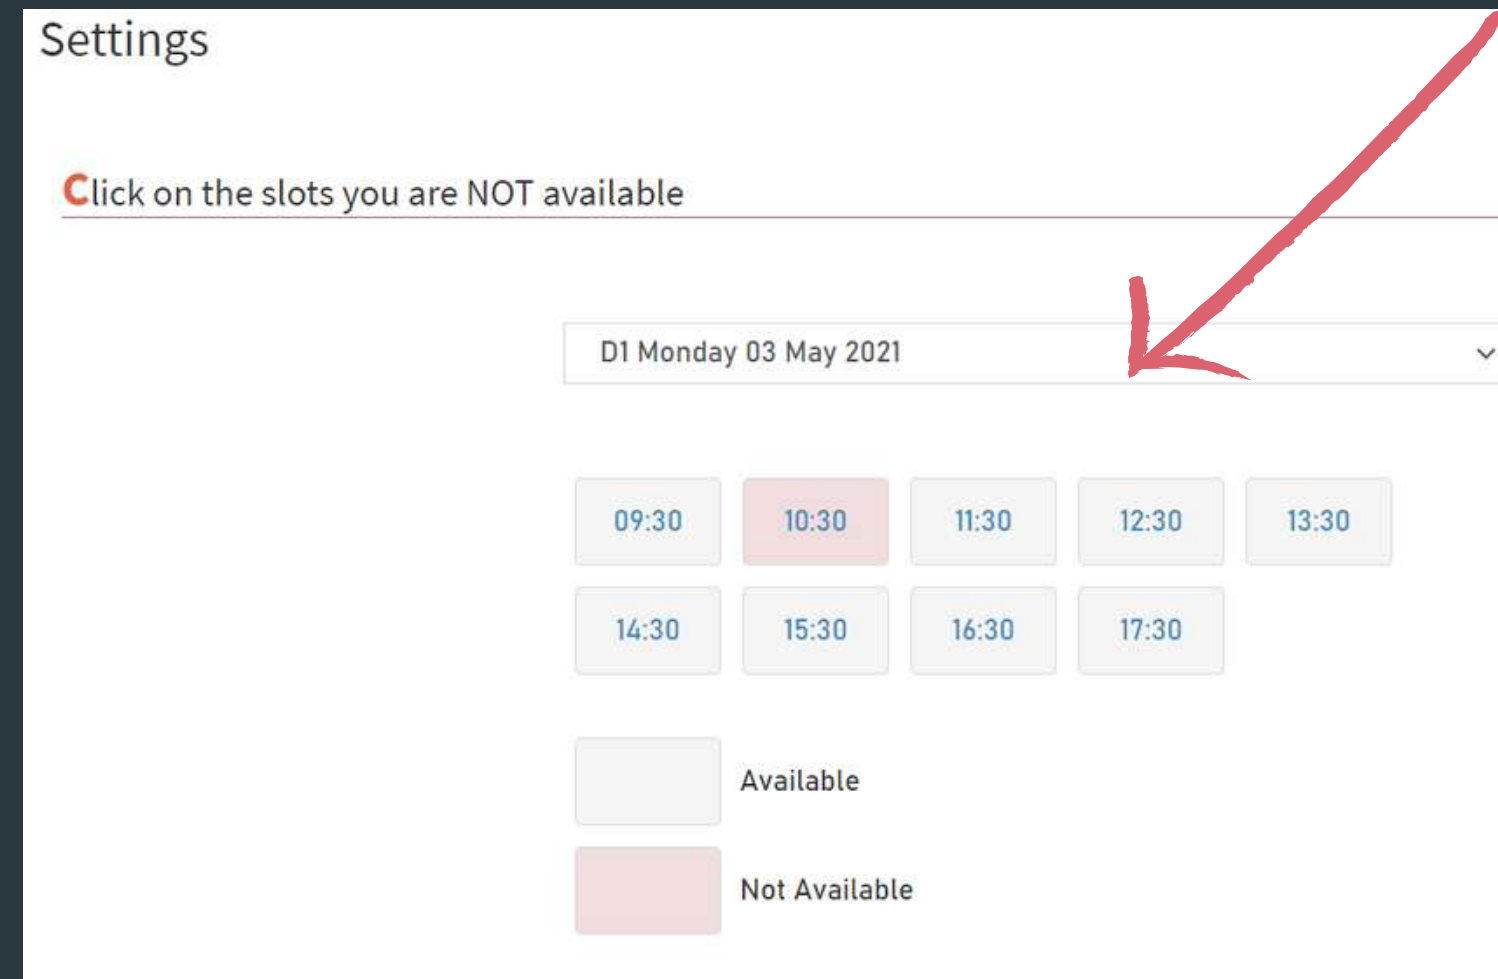 Settings
Click on the slots you are NOT available
D1 Monday 03 May 2021
09:30 10:30 11:30 12:30 13:30
14:30 15:30 16:30 17:30
Available
Not Available